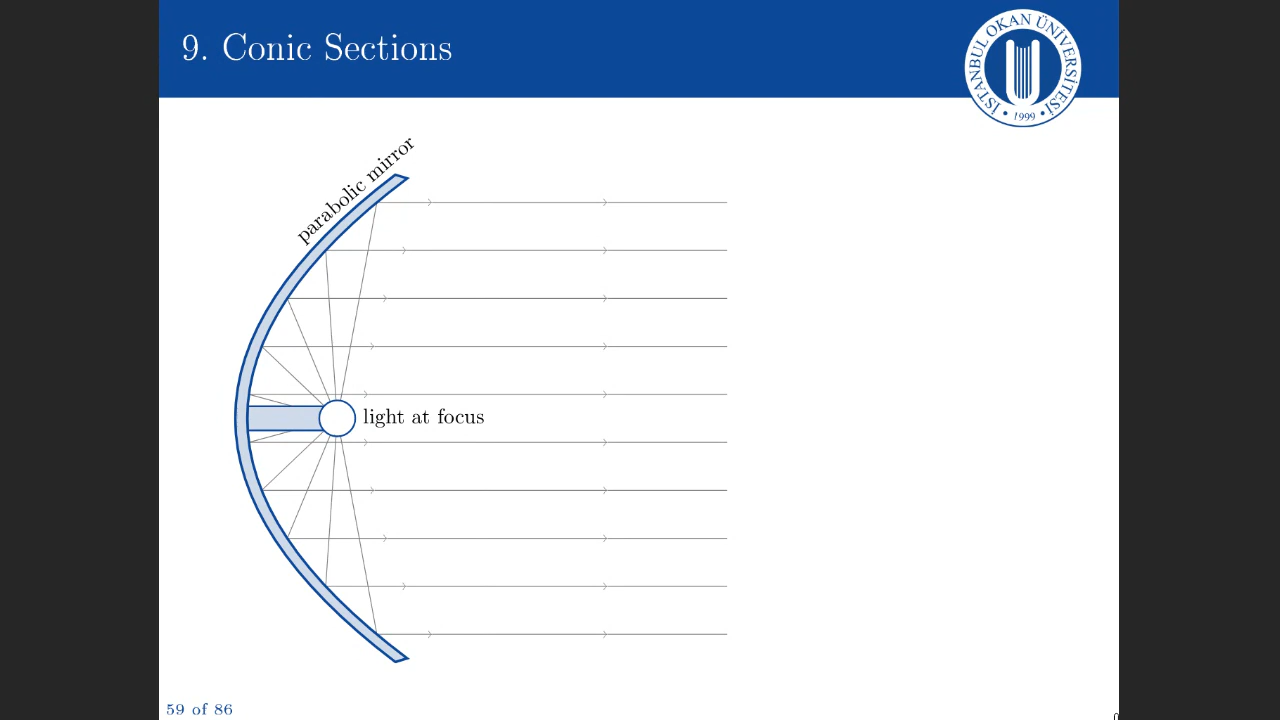 9. Conic Sections
İSTANBUL OKAN ÜNİVERSİTESİ
• 1999 •
parabolic mirror
light at focus
59 of 86